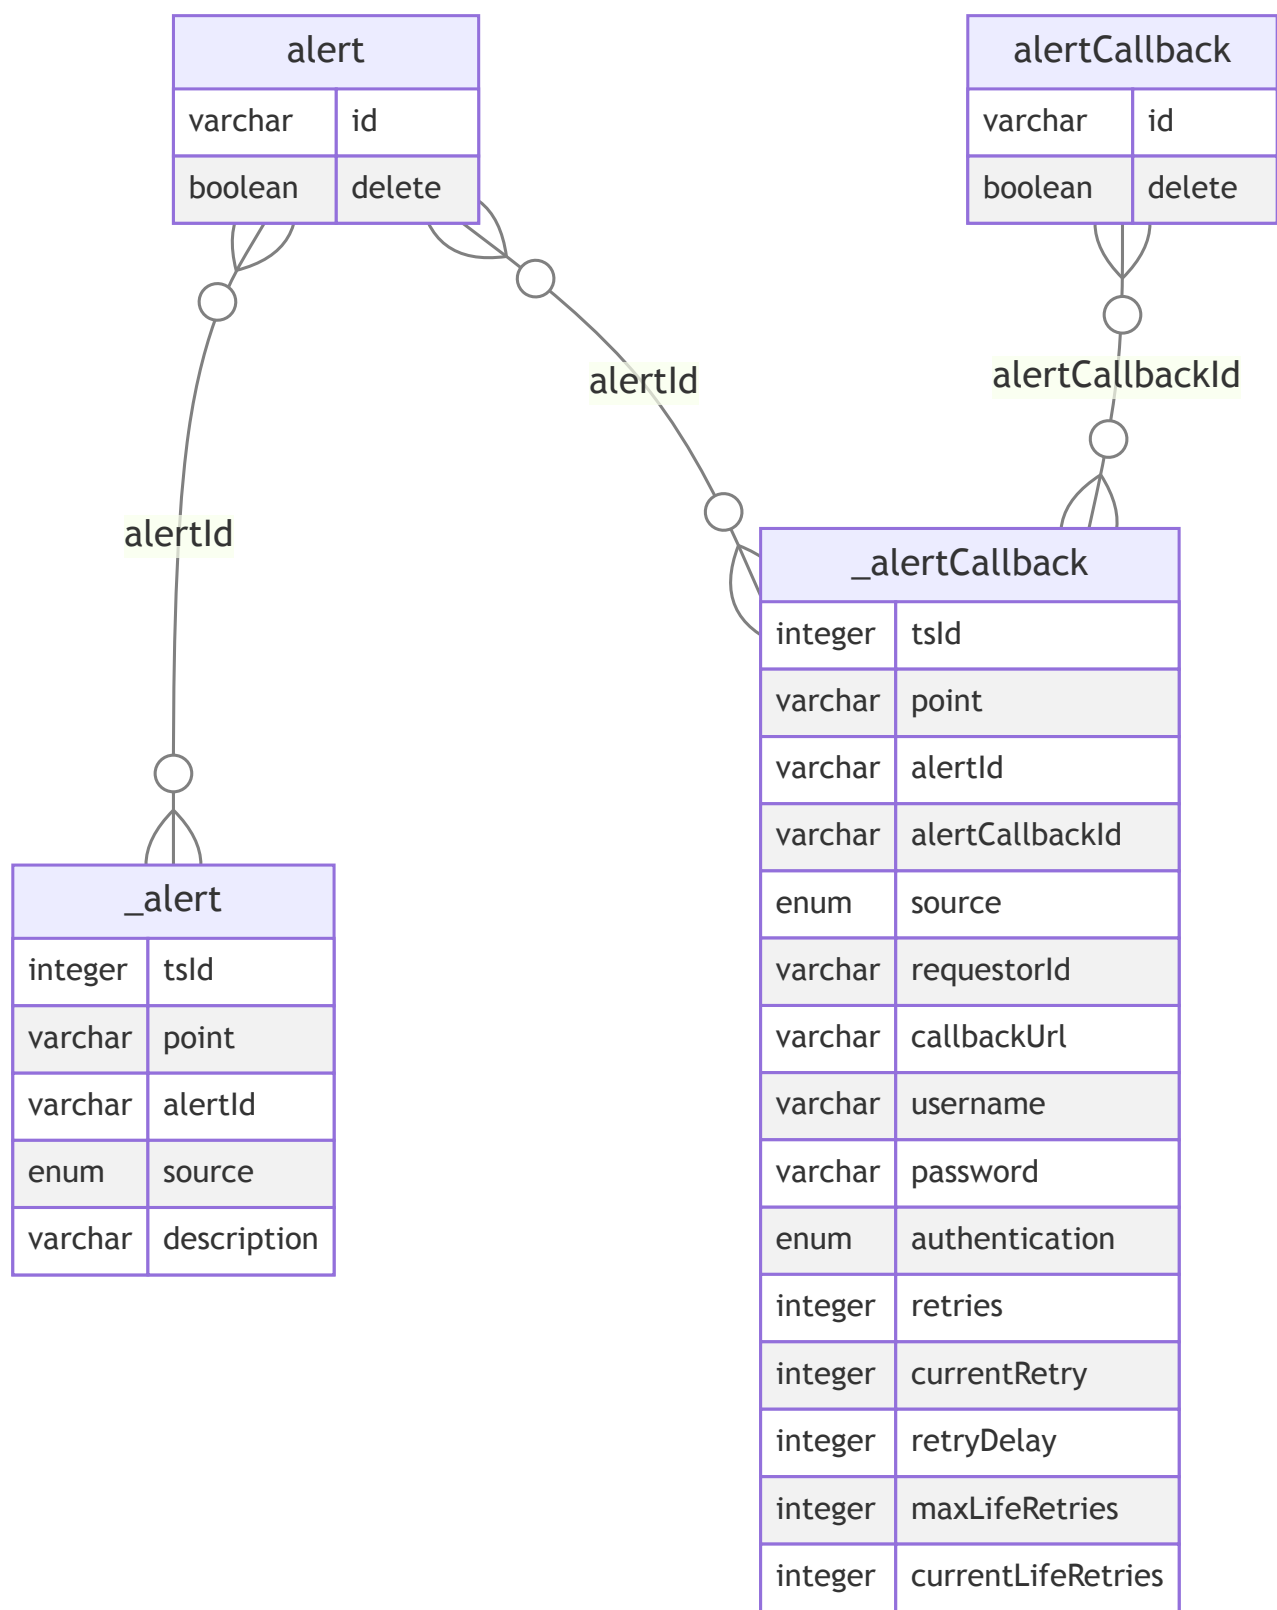 alert
varchar id
boolean delete
alertCallback
varchar id
boolean delete
alertId
alertCallbackId
alertId
_alertCallback
integer tsId
varchar point
varchar alertId
varchar alertCallbackId
enum source
varchar requestorId
varchar callbackUrl
varchar username
varchar password
enum authentication
integer retries
integer currentRetry
integer retryDelay
integer maxLifeRetries
integer currentLifeRetries
_alert
integer tsId
varchar point
varchar alertId
enum source
varchar description